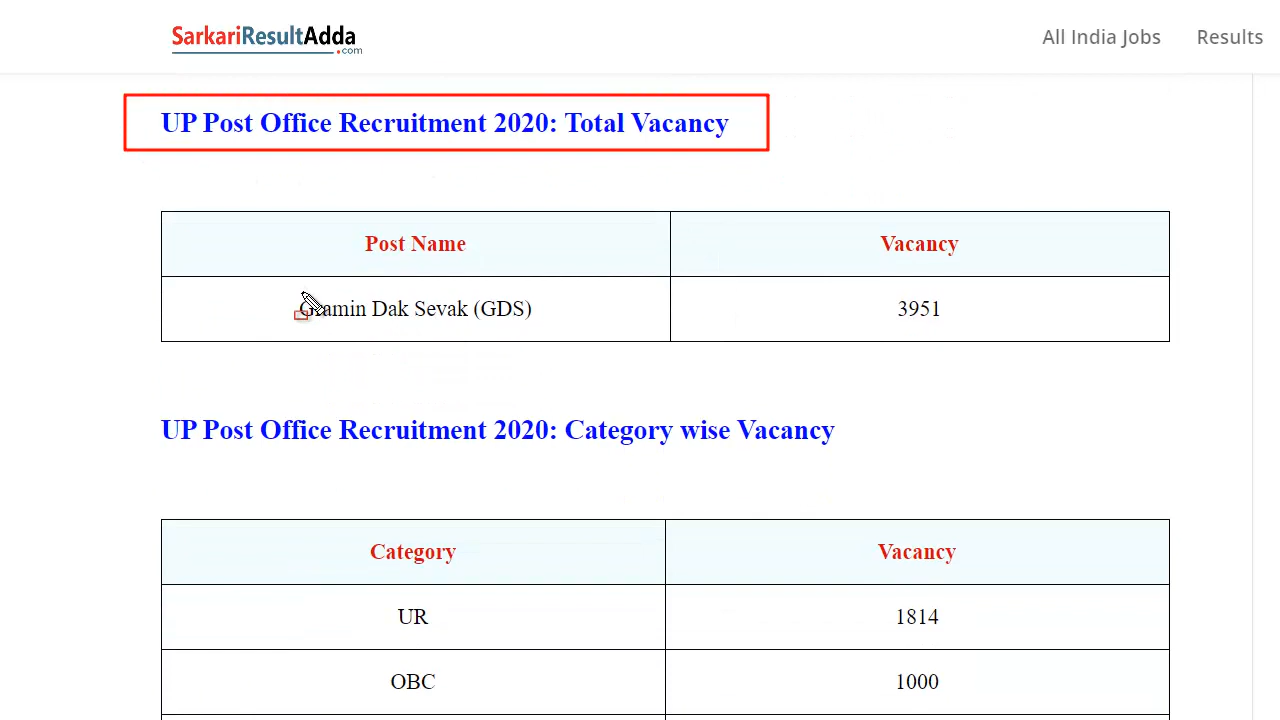 SarkariResultAdda
.com
All India Jobs Results
UP Post Office Recruitment 2020: Total Vacancy
Post Name Vacancy
Gramin Dak Sevak (GDS) 3951
UP Post Office Recruitment 2020: Category wise Vacancy
Category Vacancy
UR 1814
OBC 1000